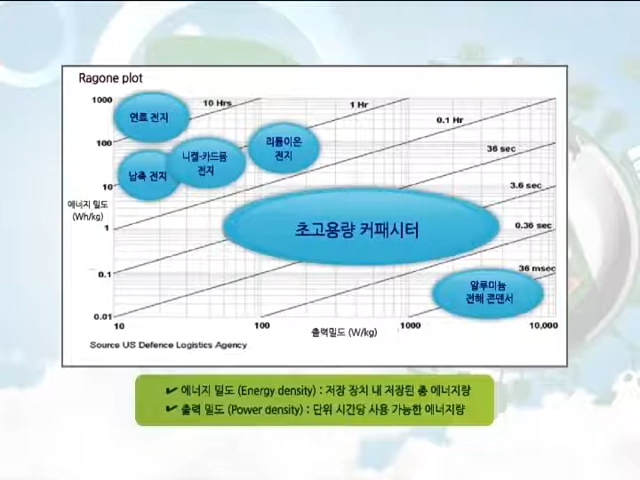 Ragone plot
1000
10 Hrs
1 Hr
연료 전지
0.1 Hr
리튬이온
전지
100
니켈-카드뮴
전지
36 sec
납축 전지
10
3.6 sec
에너지 밀도
(Wh/kg)
초고용량 커패시터
1
0.36 sec
0.1
36 msec
알루미늄
전해 콘덴서
0.01
10
100
1000
10,000
출력밀도 (W/kg)
Source US Defence Logistics Agency
✔ 에너지 밀도 (Energy density) : 저장 장치 내 저장된 총 에너지량
✔ 출력 밀도 (Power density) : 단위 시간당 사용 가능한 에너지량